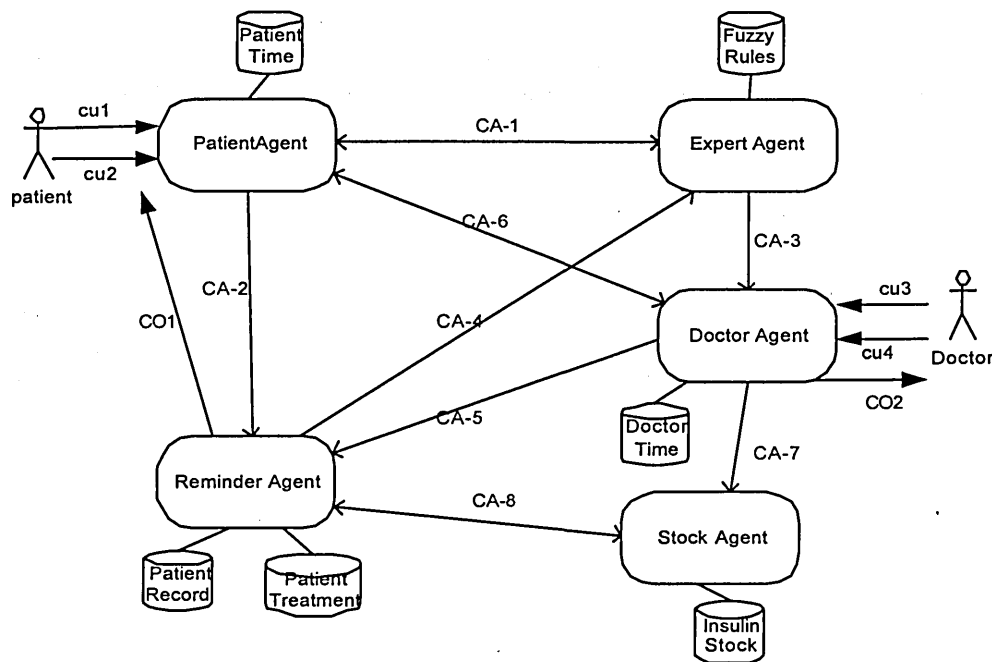 Patient
Time
Fuzzy
Rules
cu1
PatientAgent
CA-1
Expert Agent
cu2
patient
CA-6
CA-3
CA-2
cu3
CO1
CA-4
Doctor Agent
cu4
Doctor
CO2
CA-5
Doctor
Time
CA-7
Reminder Agent
CA-8
Stock Agent
Patient
Record
Patient
Treatment
Insulin
Stock